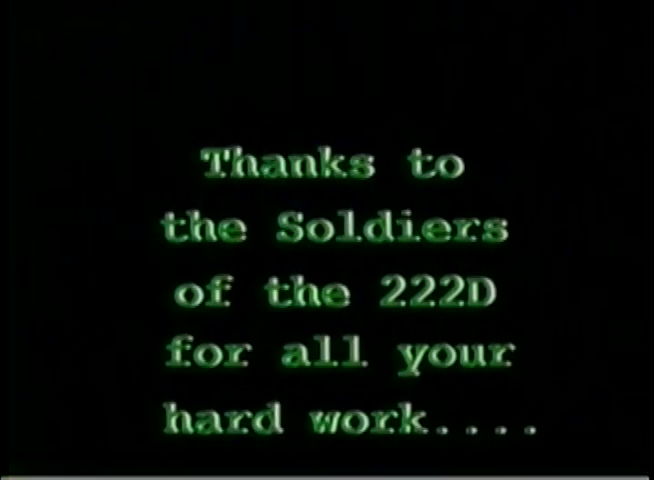 Thanks to
the Soldiers
of the 222D
for all your
hard work....